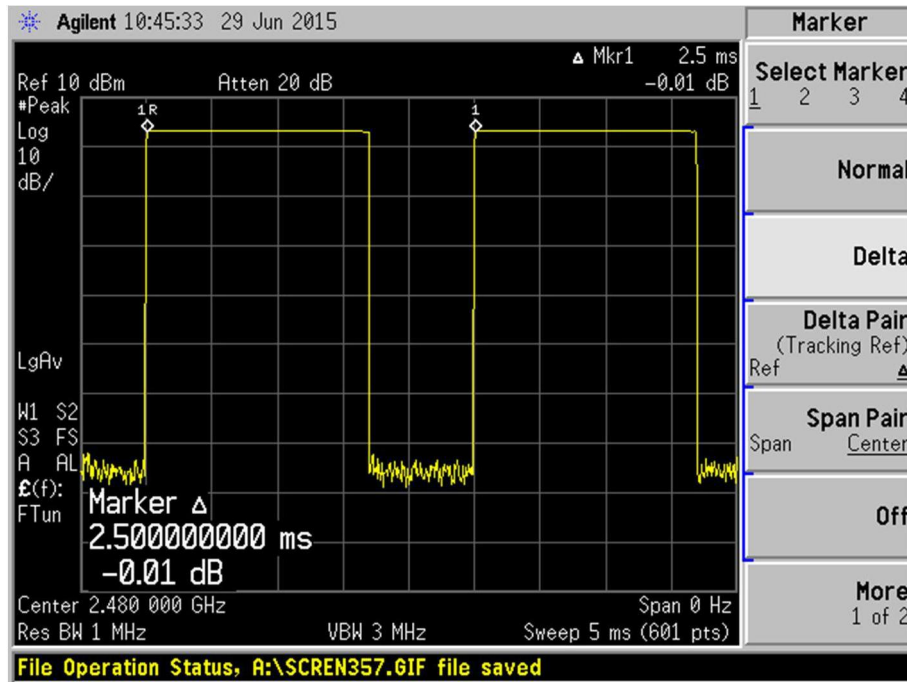 Agilent 10:45:33 29 Jun 2015
Marker
Δ Mkr1 2.5 ms
Ref 10 dBm Atten 20 dB -0.01 dB
#Peak
Log
10
dB/
1R
1
LgAv
W1 S2
S3 FS
A AL
£(f):
FTun
Marker Δ
2.500000000 ms
-0.01 dB
Center 2.480 000 GHz Span 0 Hz
Res BW 1 MHz VBW 3 MHz Sweep 5 ms (601 pts)
File Operation Status, A:\SCREN357.GIF file saved
Select Marker
1 2 3 4
Normal
Delta
Delta Pair
(Tracking Ref)
Ref Δ
Span Pair
Span Center
Off
More
1 of 2